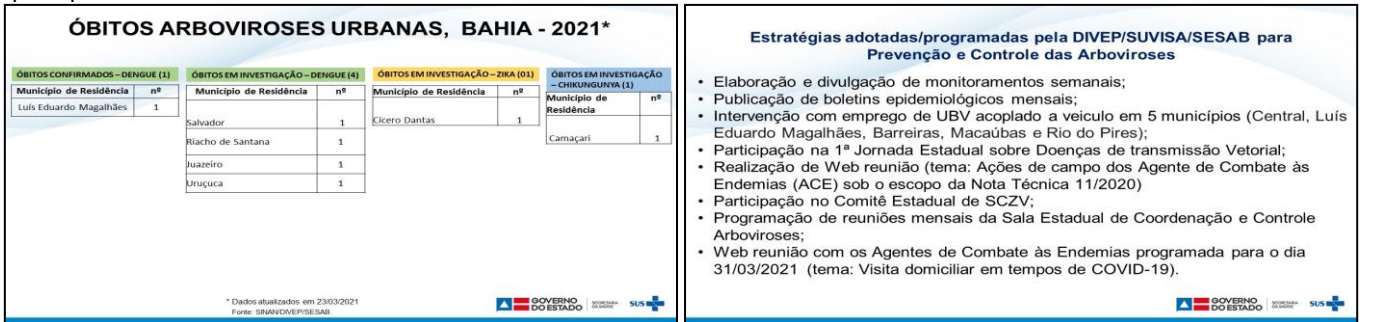 ÓBITOS ARBOVIROSES URBANAS, BAHIA - 2021*
ÓBITOS CONFIRMADOS – DENGUE (1)
Município de Residência nº
Luís Eduardo Magalhães 1
ÓBITOS EM INVESTIGAÇÃO – DENGUE (4)
Município de Residência nº
Salvador 1
Riacho de Santana 1
Juazeiro 1
Uruçuca 1
ÓBITOS EM INVESTIGAÇÃO – ZIKA (01)
Município de Residência nº
Cícero Dantas 1
ÓBITOS EM INVESTIGAÇÃO
– CHIKUNGUNYA (1)
Município de nº
Residência
Camaçari 1
* Dados atualizados em 23/03/2021
Fonte: SINAN/DIVEP/SESAB.
GOVERNO
DO ESTADO
SECRETARIA
DA SAÚDE
SUS
Estratégias adotadas/programadas pela DIVEP/SUVISA/SESAB para
Prevenção e Controle das Arboviroses
• Elaboração e divulgação de monitoramentos semanais;
• Publicação de boletins epidemiológicos mensais;
• Intervenção com emprego de UBV acoplado a veiculo em 5 municípios (Central, Luís
Eduardo Magalhães, Barreiras, Macaúbas e Rio do Pires);
• Participação na 1ª Jornada Estadual sobre Doenças de transmissão Vetorial;
• Realização de Web reunião (tema: Ações de campo dos Agente de Combate às
Endemias (ACE) sob o escopo da Nota Técnica 11/2020)
• Participação no Comitê Estadual de SCZV;
• Programação de reuniões mensais da Sala Estadual de Coordenação e Controle
Arboviroses;
• Web reunião com os Agentes de Combate às Endemias programada para o dia
31/03/2021 (tema: Visita domiciliar em tempos de COVID-19).
GOVERNO
DO ESTADO
SECRETARIA
DA SAÚDE
SUS